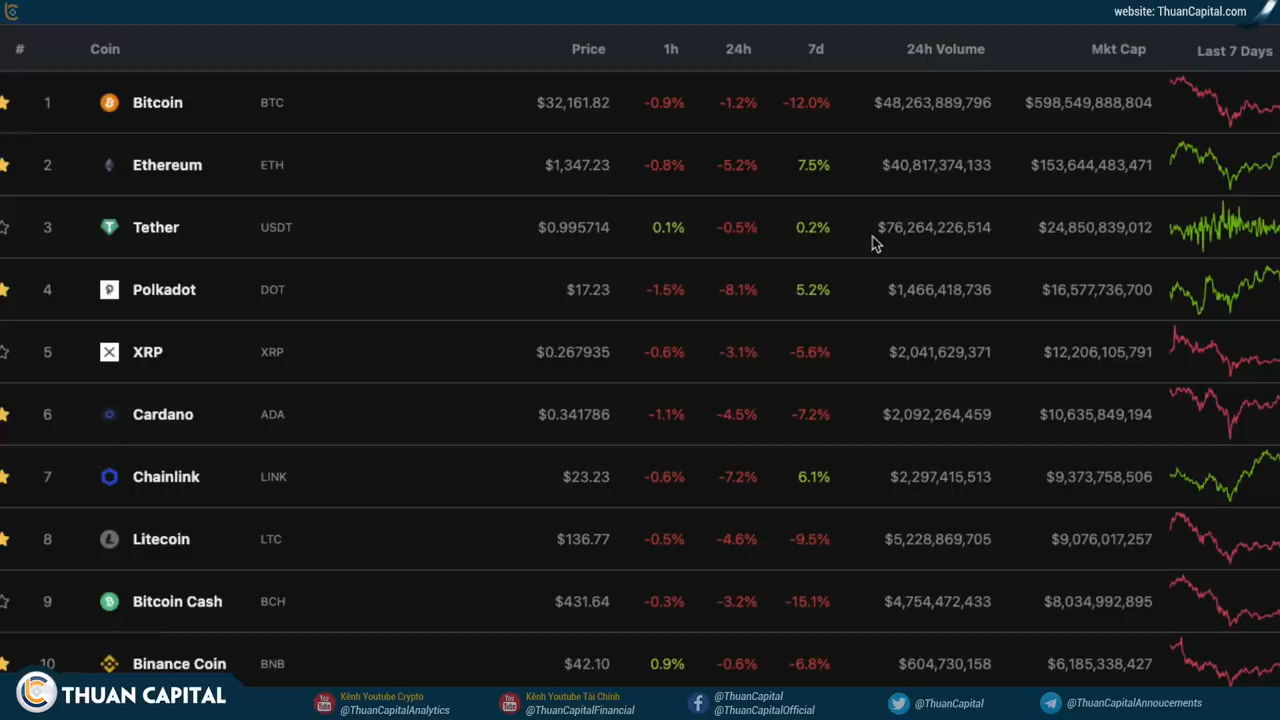 website: ThuanCapital.com
# Coin Price 1h 24h 7d 24h Volume Mkt Cap Last 7 Days
1 Bitcoin BTC $32,161.82 -0.9% -1.2% -12.0% $48,263,889,796 $598,549,888,804
2 Ethereum ETH $1,347.23 -0.8% -5.2% 7.5% $40,817,374,133 $153,644,483,471
3 Tether USDT $0.995714 0.1% -0.5% 0.2% $76,264,226,514 $24,850,839,012
4 Polkadot DOT $17.23 -1.5% -8.1% 5.2% $1,466,418,736 $16,577,736,700
5 XRP XRP $0.267935 -0.6% -3.1% -5.6% $2,041,629,371 $12,206,105,791
6 Cardano ADA $0.341786 -1.1% -4.5% -7.2% $2,092,264,459 $10,635,849,194
7 Chainlink LINK $23.23 -0.6% -7.2% 6.1% $2,297,415,513 $9,373,758,506
8 Litecoin LTC $136.77 -0.5% -4.6% -9.5% $5,228,869,705 $9,076,017,257
9 Bitcoin Cash BCH $431.64 -0.3% -3.2% -15.1% $4,754,472,433 $8,034,992,895
10 Binance Coin BNB $42.10 0.9% -0.6% -6.8% $604,730,158 $6,185,338,427
THUAN CAPITAL
Kênh Youtube Crypto
@ThuanCapitalAnalytics
Kênh Youtube Tài Chính
@ThuanCapitalFinancial
@ThuanCapital
@ThuanCapitalOfficial
@ThuanCapital
@ThuanCapitalAnnoucements